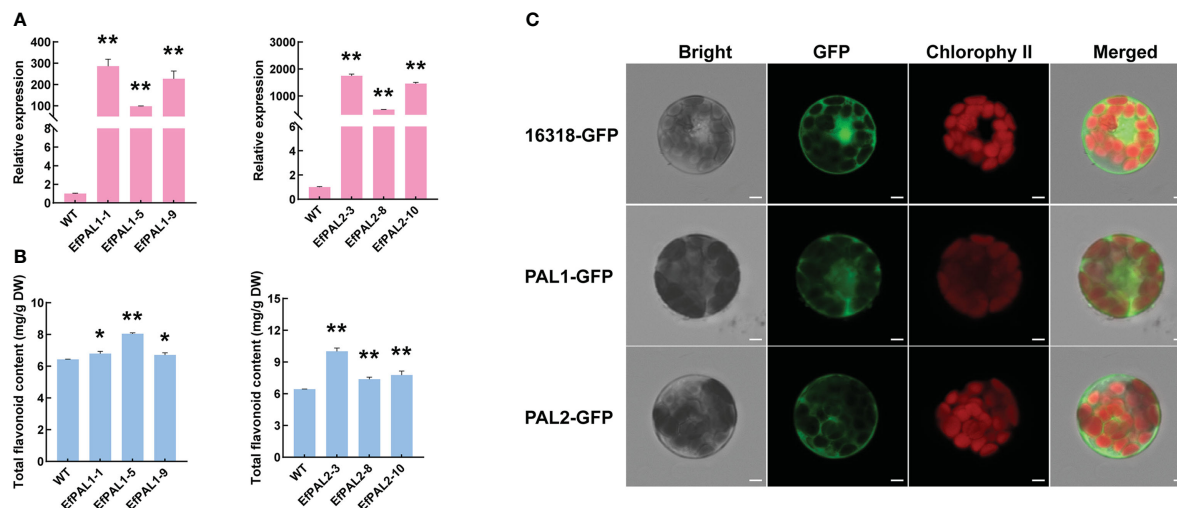 A
Relative expression
400
300
200
100
8
6
4
2
0
**
**
**
WT
EfPAL1-1
EfPAL1-5
EfPAL1-9
Relative expression
3000
2000
1000
6
4
2
0
**
**
**
WT
EfPAL2-3
EfPAL2-8
EfPAL2-10
B
Total flavonoid content (mg/g DW)
10
8
6
4
2
0
*
**
*
WT
EfPAL1-1
EfPAL1-5
EfPAL1-9
Total flavonoid content (mg/g DW)
15
12
9
6
3
0
**
**
**
WT
EfPAL2-3
EfPAL2-8
EfPAL2-10
C
Bright GFP Chlorophy II Merged
16318-GFP
PAL1-GFP
PAL2-GFP